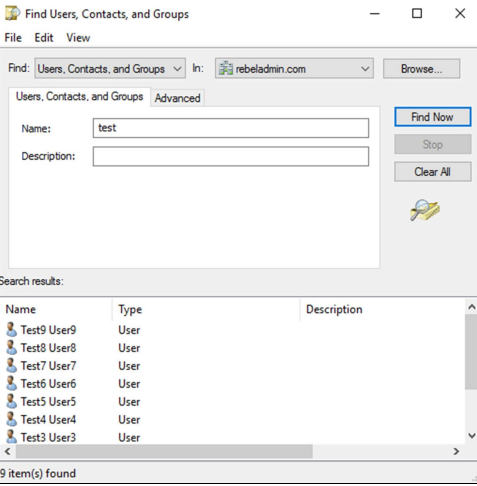 Find Users, Contacts, and Groups
File Edit View
Find: Users, Contacts, and Groups In: rebeladmin.com Browse...
Users, Contacts, and Groups Advanced
Find Now
Name: test
Stop
Description:
Clear All
Search results:
Name Type Description
Test9 User9 User
Test8 User8 User
Test7 User7 User
Test6 User6 User
Test5 User5 User
Test4 User4 User
Test3 User3 User
9 item(s) found